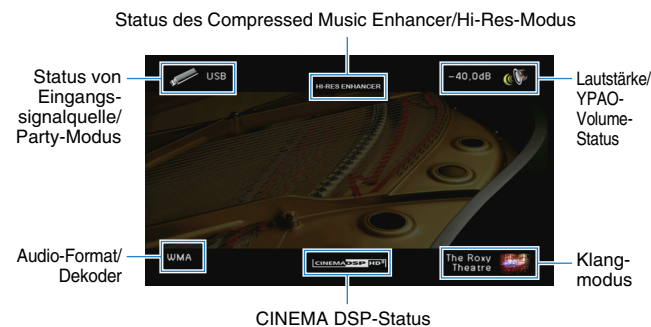 Status des Compressed Music Enhancer/Hi-Res-Modus
Status von
Eingangs-
signalquelle/
Party-Modus
USB
HI-RES ENHANCER
-40,0dB
Lautstärke/
YPAO-
Volume-
Status
Audio-Format/
Dekoder
WMA
CINEMA DSP HD³
The Roxy
Theatre
Klang-
modus
CINEMA DSP-Status